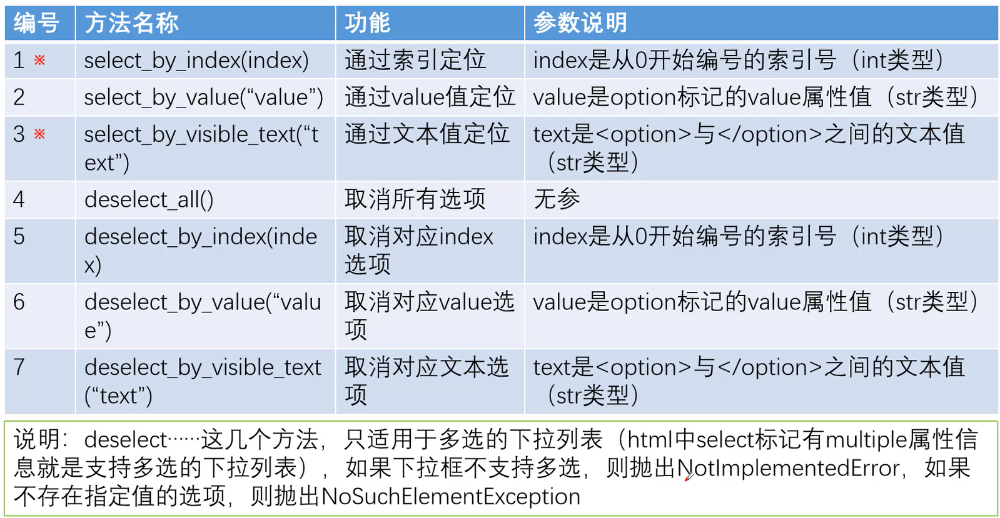 编号 方法名称 功能 参数说明
1 ※ select_by_index(index) 通过索引定位 index是从0开始编号的索引号（int类型）
2 select_by_value(“value”) 通过value值定位 value是option标记的value属性值（str类型）
3 ※ select_by_visible_text(“t 通过文本值定位 text是<option>与</option>之间的文本值
ext”) （str类型）
4 deselect_all() 取消所有选项 无参
5 deselect_by_index(inde 取消对应index index是从0开始编号的索引号（int类型）
x) 选项
6 deselect_by_value(“valu 取消对应value选 value是option标记的value属性值（str类型）
e”) 项
7 deselect_by_visible_text 取消对应文本选 text是<option>与</option>之间的文本值
(“text”) 项 （str类型）
说明：deselect……这几个方法，只适用于多选的下拉列表（html中select标记有multiple属性信
息就是支持多选的下拉列表），如果下拉框不支持多选，则抛出NotImplementedError，如果
不存在指定值的选项，则抛出NoSuchElementException